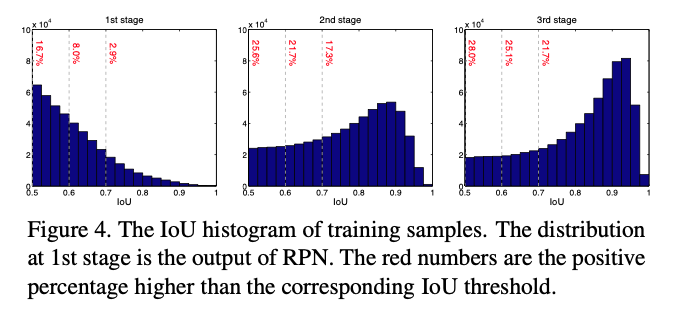 1st stage
2nd stage
3rd stage
x 10^4
10
8
6
4
2
0
16.7%
8.0%
2.9%
0.5 0.6 0.7 0.8 0.9 1
IoU
x 10^4
10
8
6
4
2
0
25.6%
21.7%
17.3%
0.5 0.6 0.7 0.8 0.9 1
IoU
x 10^4
10
8
6
4
2
0
28.0%
25.1%
21.7%
0.5 0.6 0.7 0.8 0.9 1
IoU
Figure 4. The IoU histogram of training samples. The distribution
at 1st stage is the output of RPN. The red numbers are the positive
percentage higher than the corresponding IoU threshold.